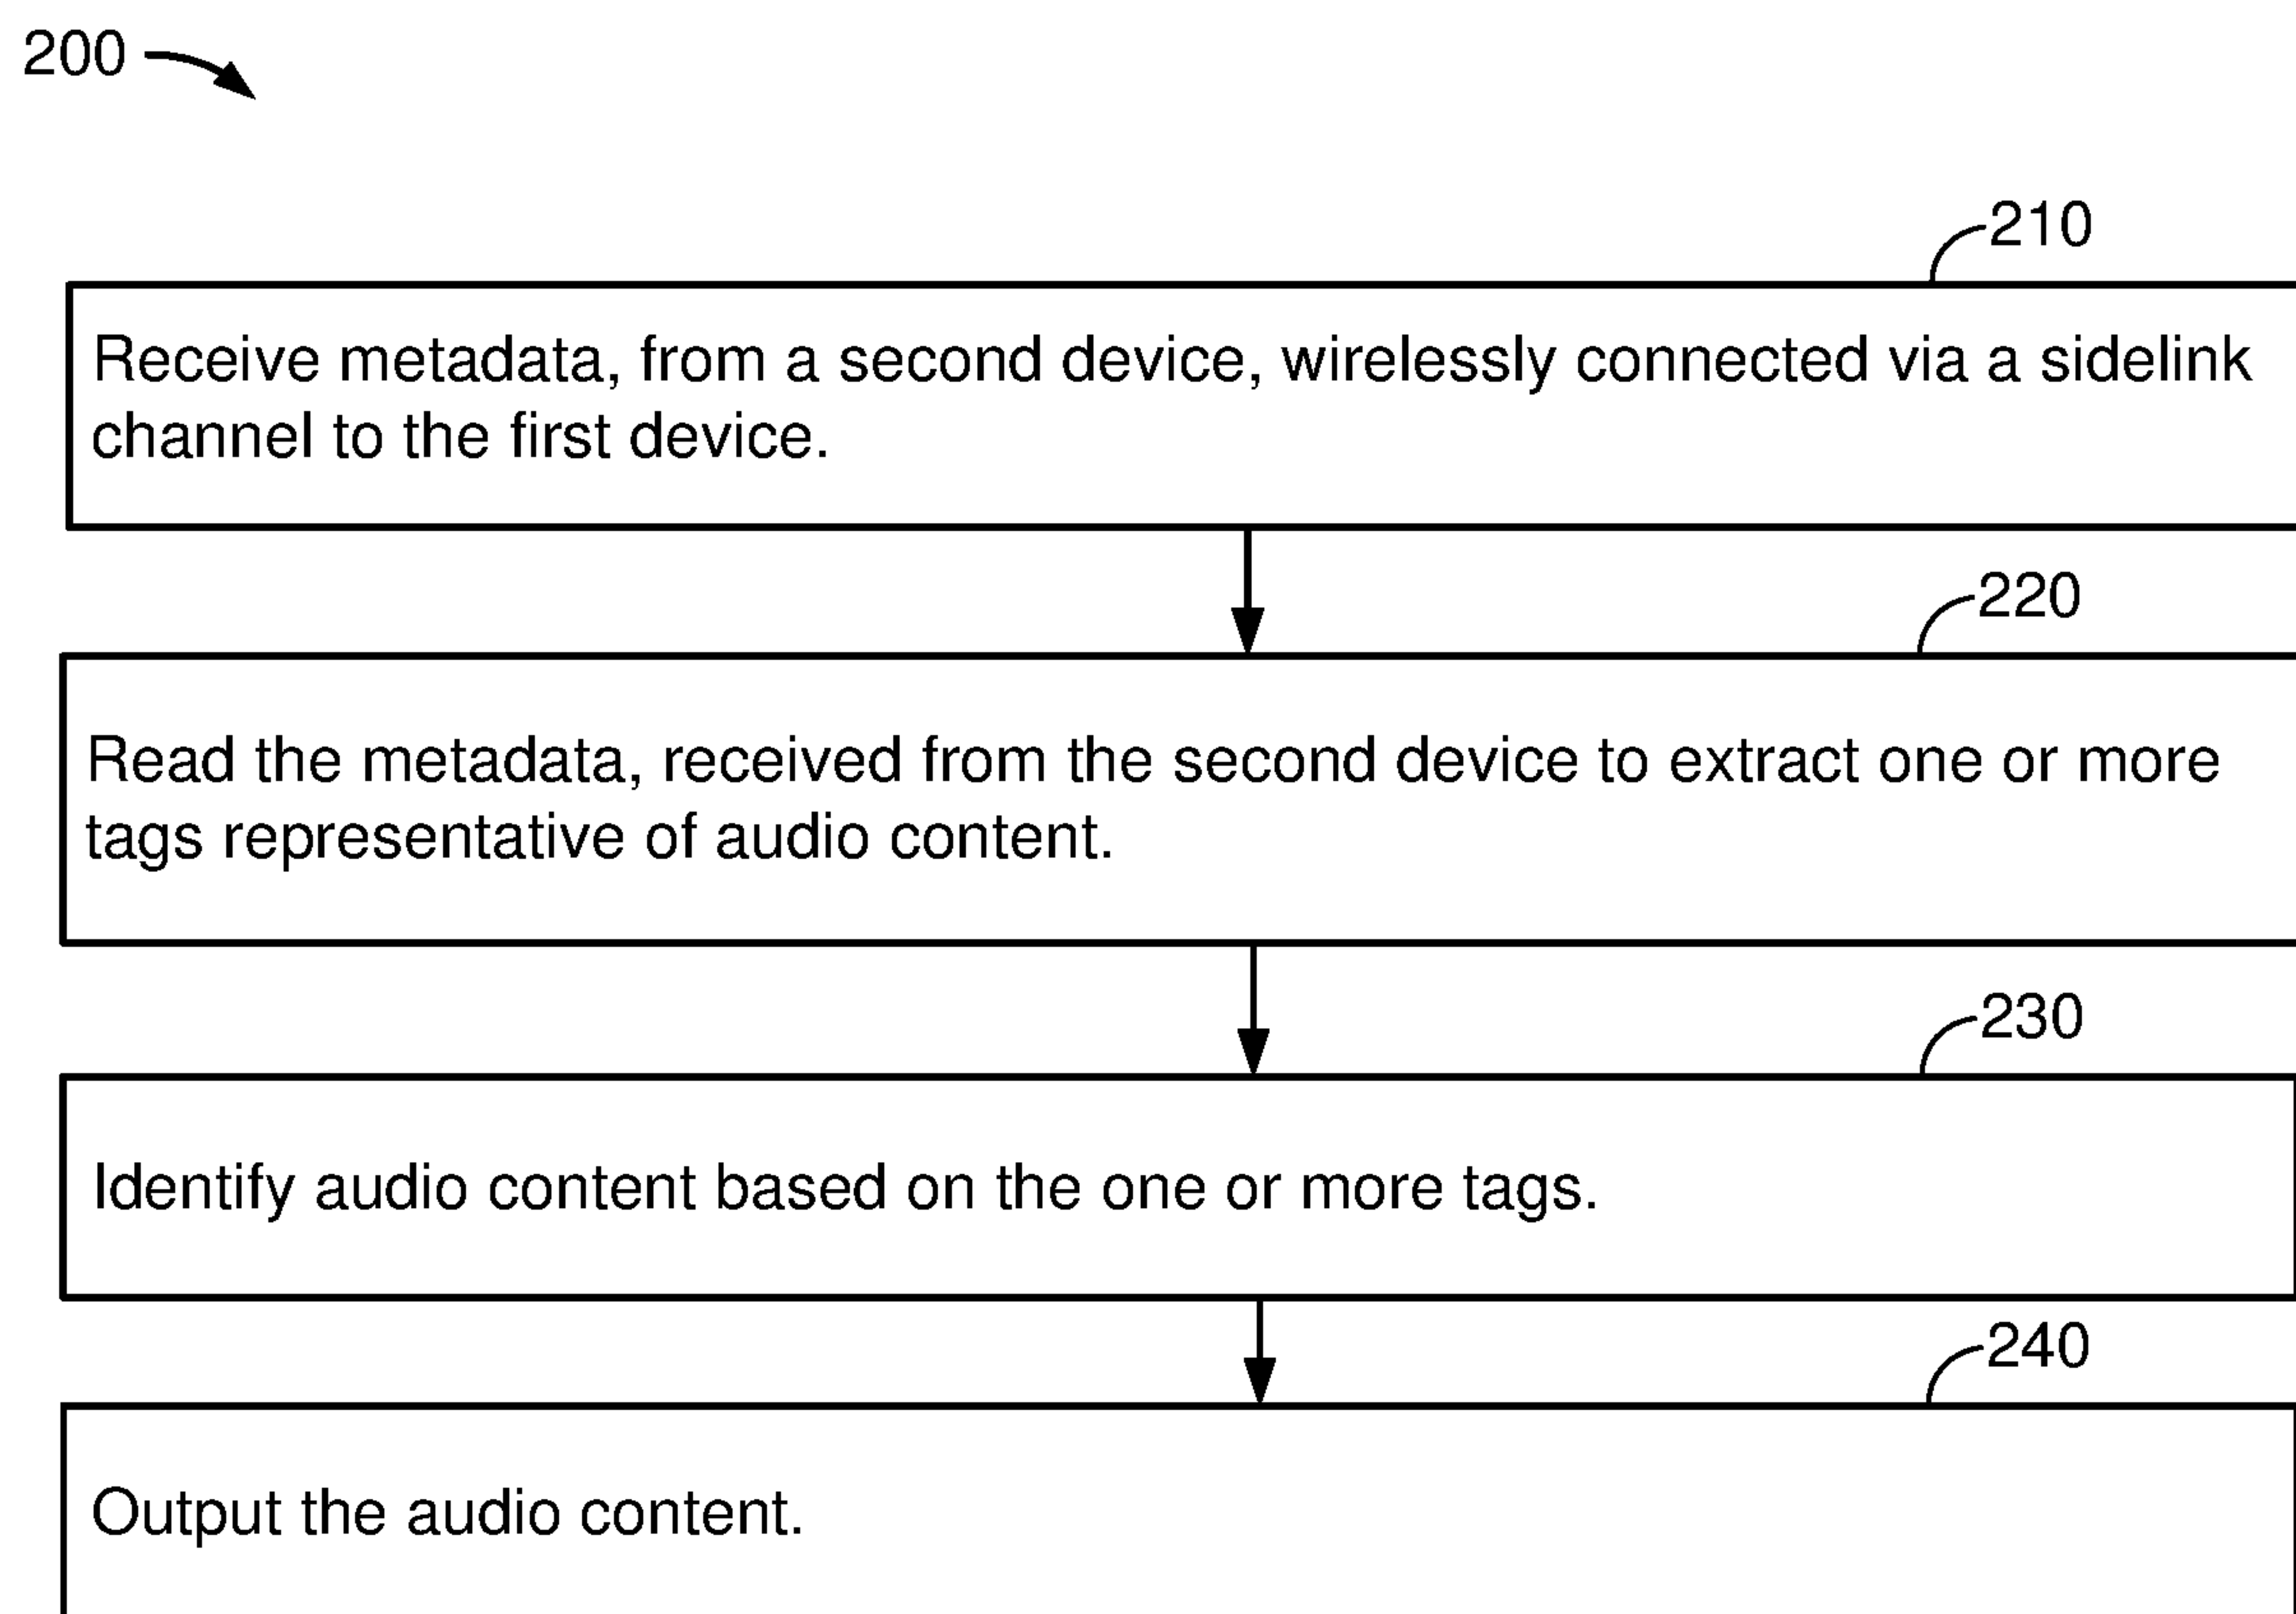 200
210
Receive metadata, from a second device, wirelessly connected via a sidelink
channel to the first device.
220
Read the metadata, received from the second device to extract one or more
tags representative of audio content.
230
Identify audio content based on the one or more tags.
240
Output the audio content.